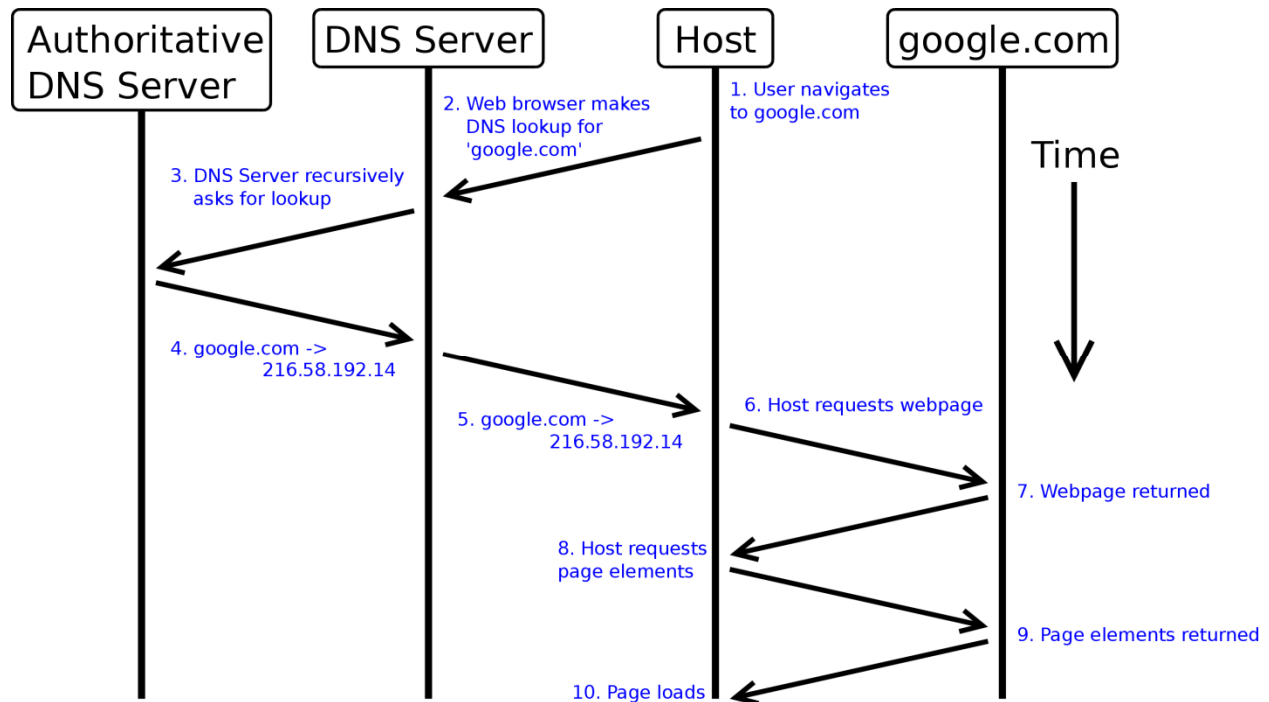 Authoritative
DNS Server
DNS Server
Host
google.com
1. User navigates
to google.com
2. Web browser makes
DNS lookup for
'google.com'
Time
3. DNS Server recursively
asks for lookup
4. google.com ->
216.58.192.14
5. google.com ->
216.58.192.14
6. Host requests webpage
7. Webpage returned
8. Host requests
page elements
9. Page elements returned
10. Page loads